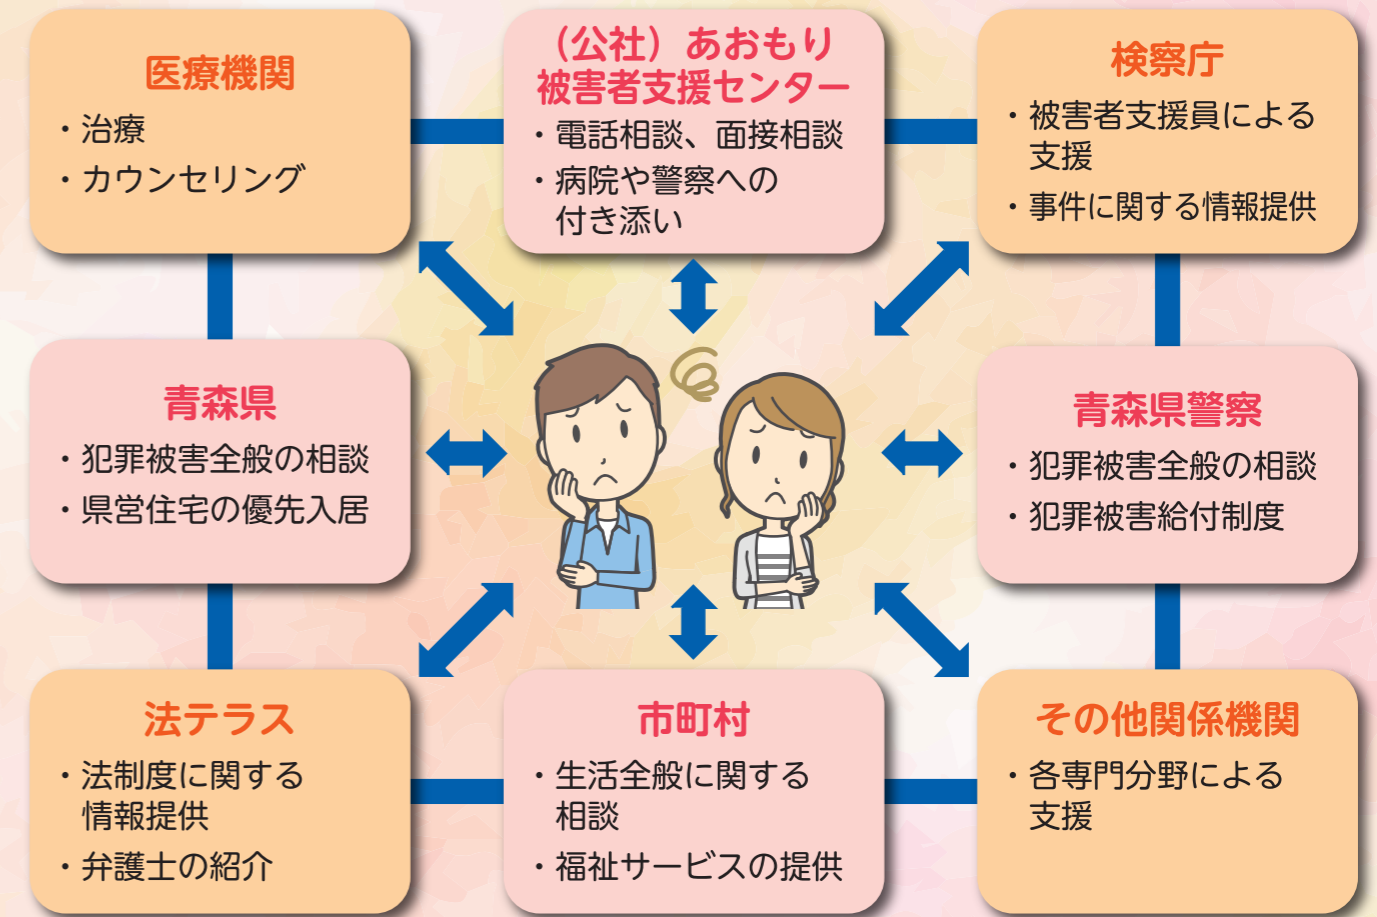 医療機関
・治療
・カウンセリング
（公社）あおもり
被害者支援センター
・電話相談、面接相談
・病院や警察への
付き添い
検察庁
・被害者支援員による
支援
・事件に関する情報提供
青森県
・犯罪被害全般の相談
・県営住宅の優先入居
青森県警察
・犯罪被害全般の相談
・犯罪被害給付制度
法テラス
・法制度に関する
情報提供
・弁護士の紹介
市町村
・生活全般に関する
相談
・福祉サービスの提供
その他関係機関
・各専門分野による
支援